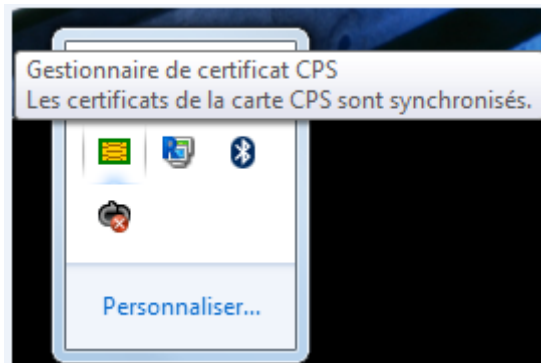 Gestionnaire de certificat CPS
Les certificats de la carte CPS sont synchronisés.
Personnaliser...